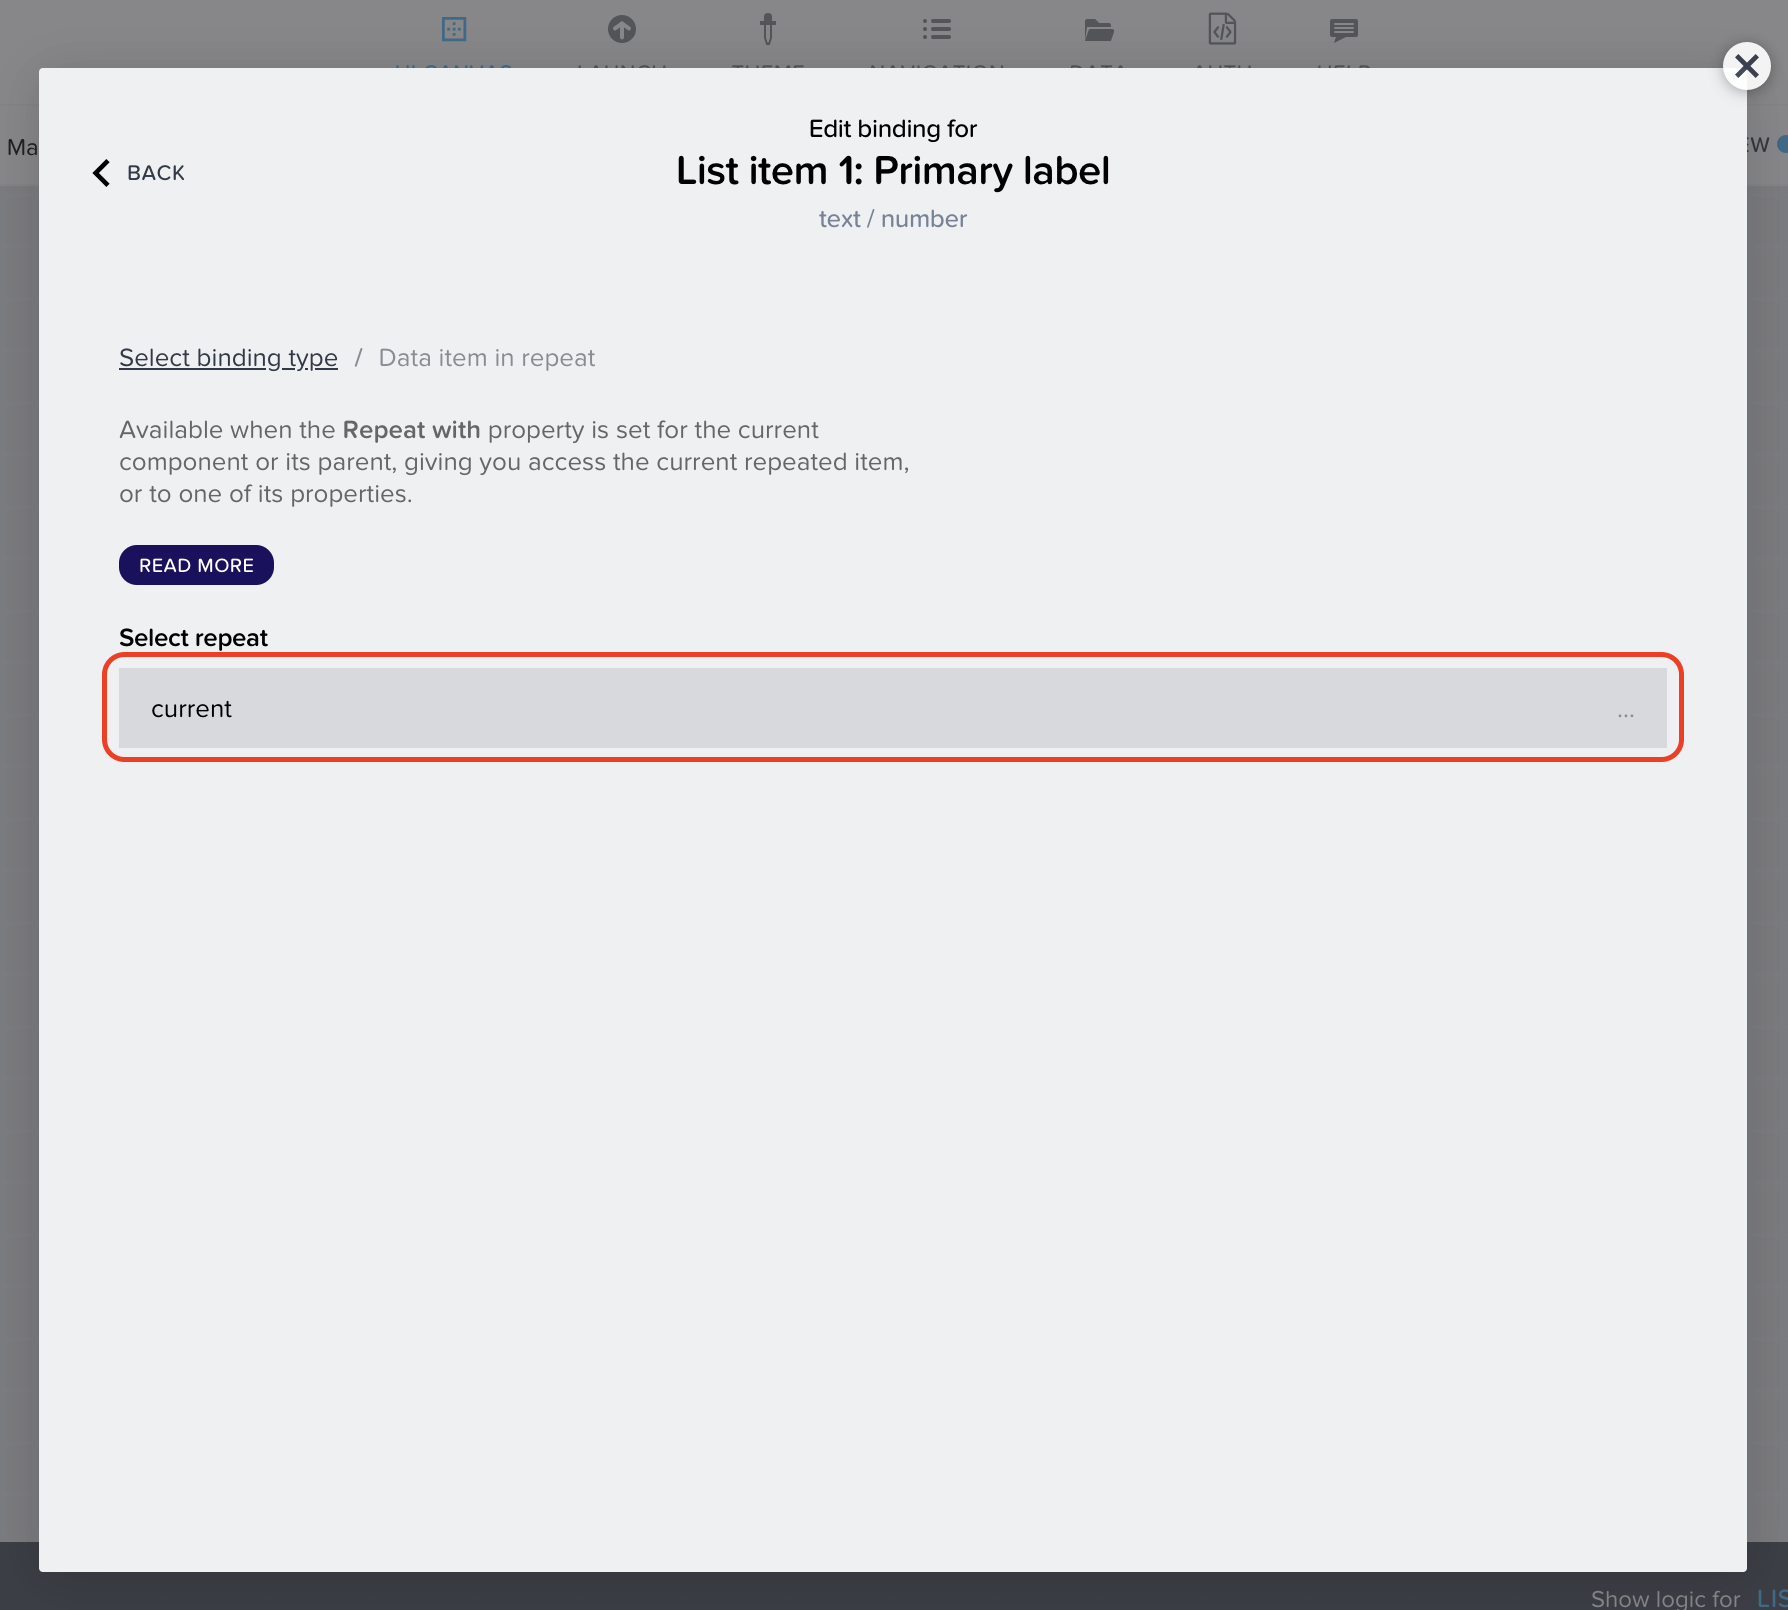 Ma
Edit binding for
BACK
List item 1: Primary label
text / number
Select binding type / Data item in repeat
Available when the Repeat with property is set for the current
component or its parent, giving you access the current repeated item,
or to one of its properties.
READ MORE
Select repeat
current
...
Show logic for LIS